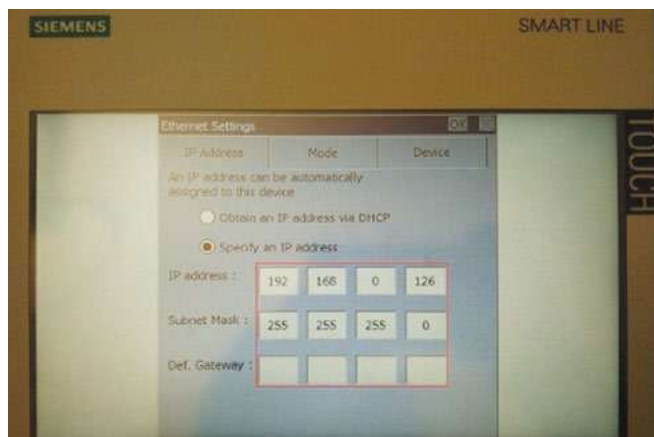 SIEMENS
SMART LINE
TOUCH
Ethernet Settings OK
IP Address Mode Device
An IP address can be automatically
assigned to this device
Obtain an IP address via DHCP
Specify an IP address
IP address : 192 168 0 126
Subnet Mask : 255 255 255 0
Def. Gateway :